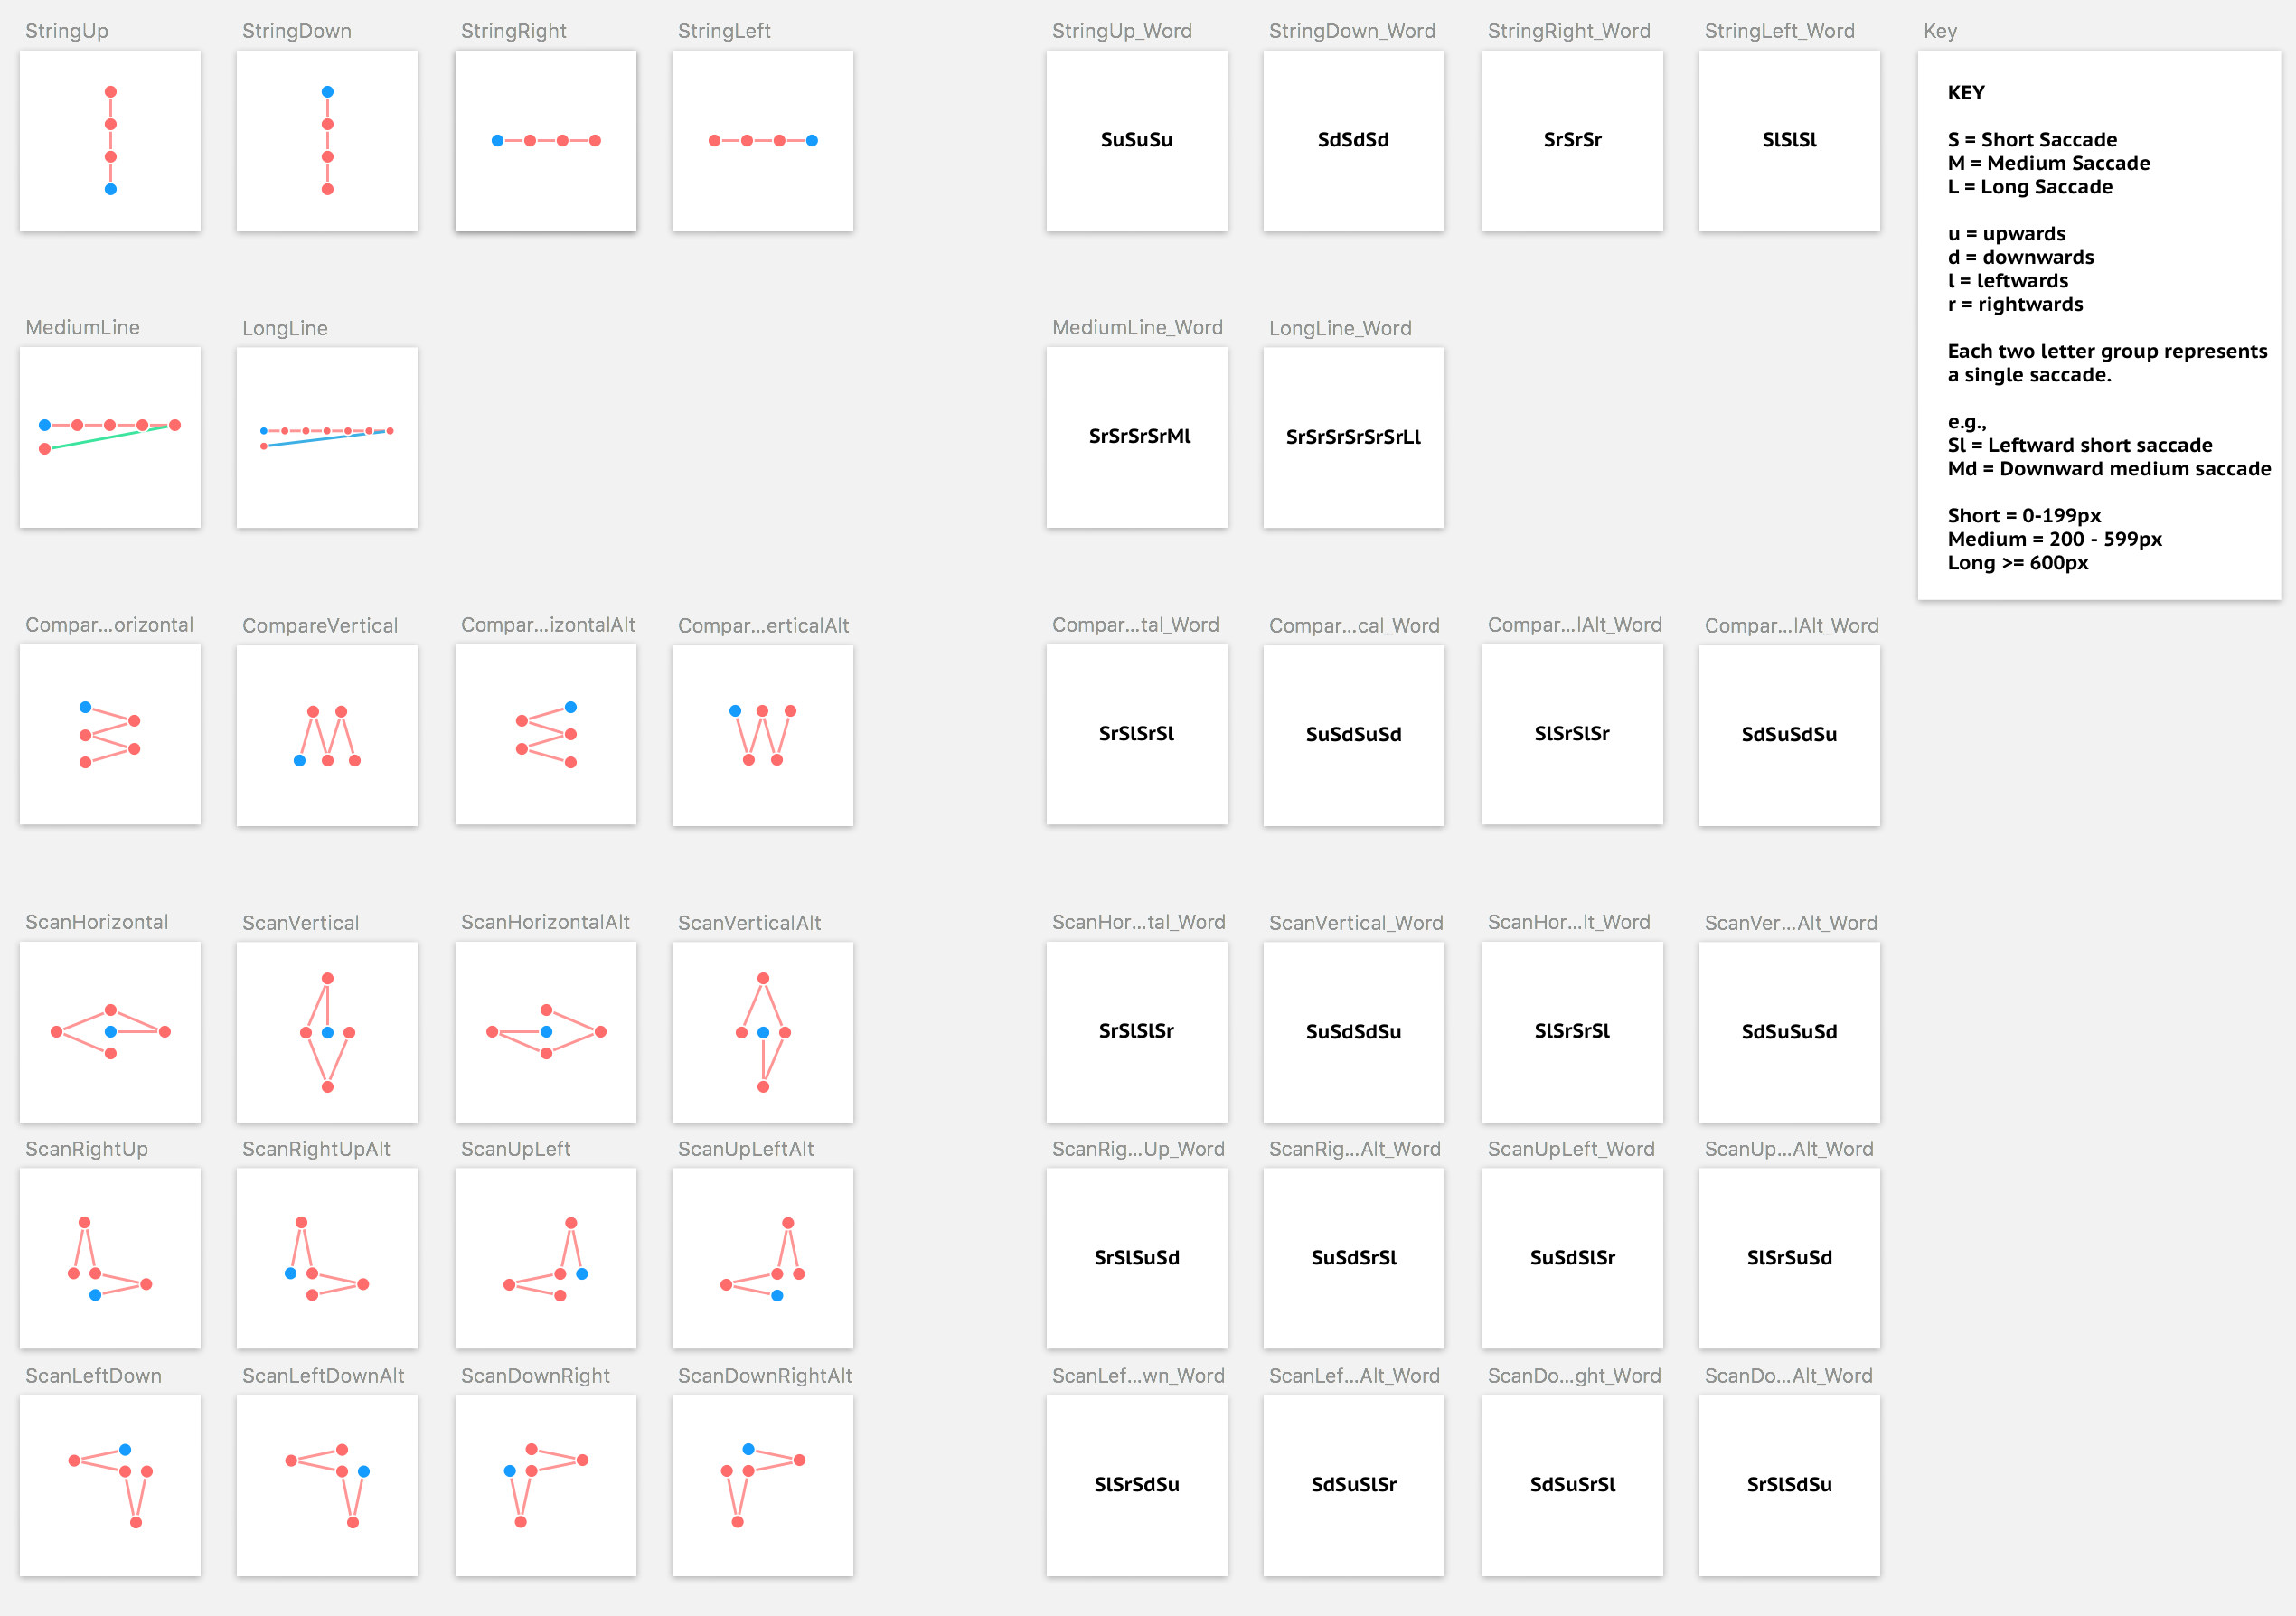 StringUp
StringDown
StringRight
StringLeft
StringUp_Word
StringDown_Word
StringRight_Word
StringLeft_Word
Key
SuSuSu
SdSdSd
SrSrSr
SlSlSl
KEY
S = Short Saccade
M = Medium Saccade
L = Long Saccade
u = upwards
d = downwards
l = leftwards
r = rightwards
Each two letter group represents
a single saccade.
e.g.,
Sl = Leftward short saccade
Md = Downward medium saccade
Short = 0-199px
Medium = 200 - 599px
Long >= 600px
MediumLine
LongLine
MediumLine_Word
LongLine_Word
SrSrSrSrMl
SrSrSrSrSrSrLl
Compar...orizontal
CompareVertical
Compar...izontalAlt
Compar...erticalAlt
Compar...tal_Word
Compar...cal_Word
Compar...lAlt_Word
Compar...lAlt_Word
SrSlSrSl
SuSdSuSd
SlSrSlSr
SdSuSdSu
ScanHorizontal
ScanVertical
ScanHorizontalAlt
ScanVerticalAlt
ScanHor...tal_Word
ScanVertical_Word
ScanHor...lt_Word
ScanVer...Alt_Word
SrSlSlSr
SuSdSdSu
SlSrSrSl
SdSuSuSd
ScanRightUp
ScanRightUpAlt
ScanUpLeft
ScanUpLeftAlt
ScanRig...Up_Word
ScanRig...Alt_Word
ScanUpLeft_Word
ScanUp...Alt_Word
SrSlSuSd
SuSdSrSl
SuSdSlSr
SlSrSuSd
ScanLeftDown
ScanLeftDownAlt
ScanDownRight
ScanDownRightAlt
ScanLef...wn_Word
ScanLef...Alt_Word
ScanDo...ght_Word
ScanDo...Alt_Word
SlSrSdSu
SdSuSlSr
SdSuSrSl
SrSlSdSu